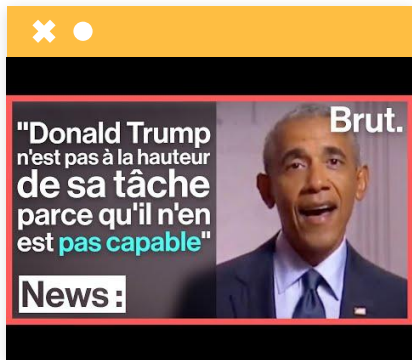 Brut.
"Donald Trump
n'est pas à la hauteur
de sa tâche
parce qu'il n'en
est pas capable"
News :